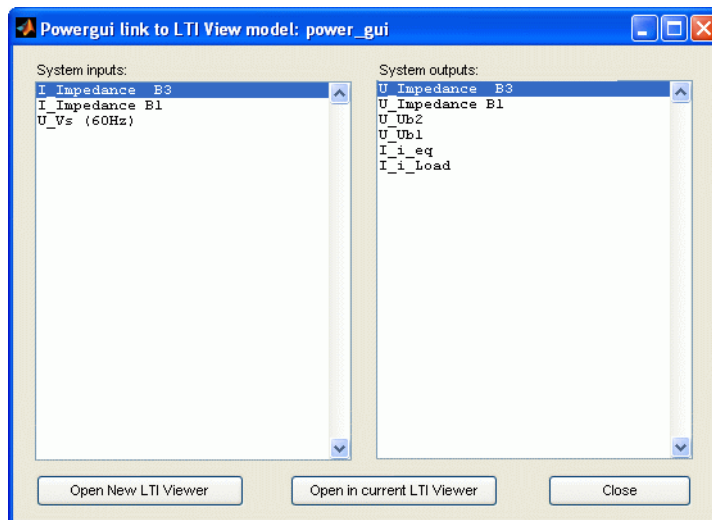 Powergui link to LTI View model: power_gui
System inputs:
I_Impedance  B3
I_Impedance B1
U_Vs (60Hz)
System outputs:
U_Impedance  B3
U_Impedance B1
U_Ub2
U_Ub1
I_i_eq
I_i_Load
Open New LTI Viewer
Open in current LTI Viewer
Close